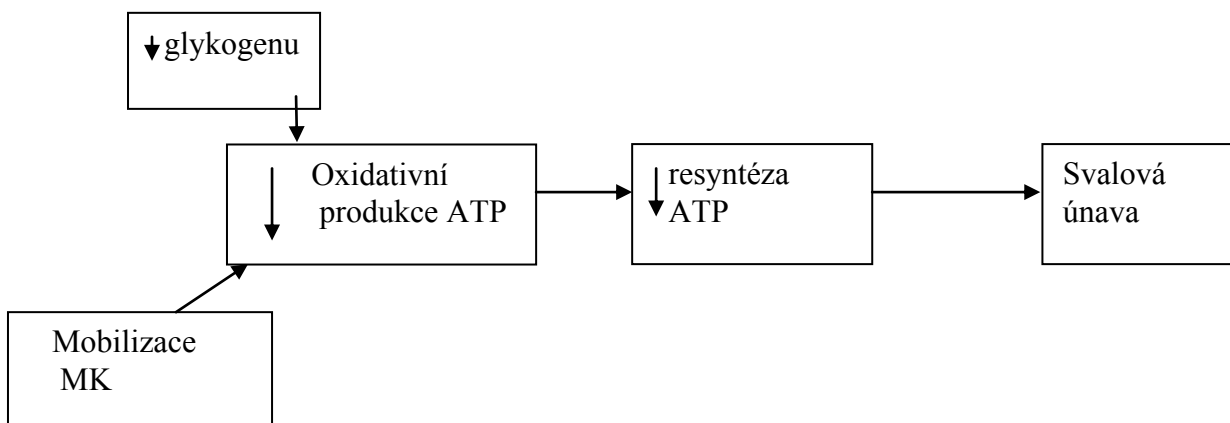 ↓ glykogenu
↓ Oxidativní
produkce ATP
↓ resyntéza
ATP
Svalová
únava
Mobilizace
MK